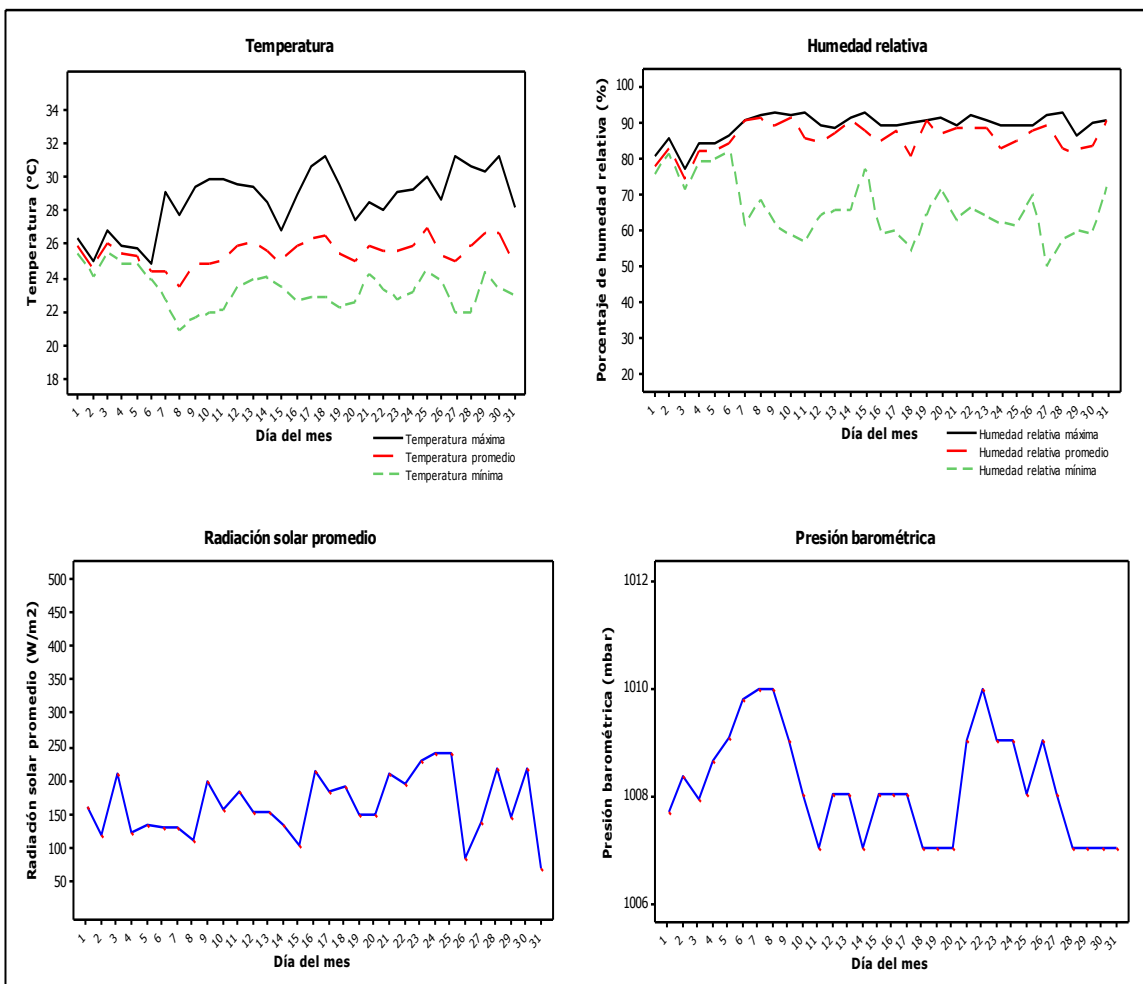 Temperatura
Temperatura (°C)
34
32
30
28
26
24
22
20
18
1 2 3 4 5 6 7 8 9 10 11 12 13 14 15 16 17 18 19 20 21 22 23 24 25 26 27 28 29 30 31
Día del mes
Temperatura máxima
Temperatura promedio
Temperatura mínima
Humedad relativa
Porcentaje de humedad relativa (%)
100
90
80
70
60
50
40
30
20
1 2 3 4 5 6 7 8 9 10 11 12 13 14 15 16 17 18 19 20 21 22 23 24 25 26 27 28 29 30 31
Día del mes
Humedad relativa máxima
Humedad relativa promedio
Humedad relativa mínima
Radiación solar promedio
Radiación solar promedio (W/m2)
500
450
400
350
300
250
200
150
100
50
1 2 3 4 5 6 7 8 9 10 11 12 13 14 15 16 17 18 19 20 21 22 23 24 25 26 27 28 29 30 31
Día del mes
Presión barométrica
Presión barométrica (mbar)
1012
1010
1008
1006
1 2 3 4 5 6 7 8 9 10 11 12 13 14 15 16 17 18 19 20 21 22 23 24 25 26 27 28 29 30 31
Día del mes